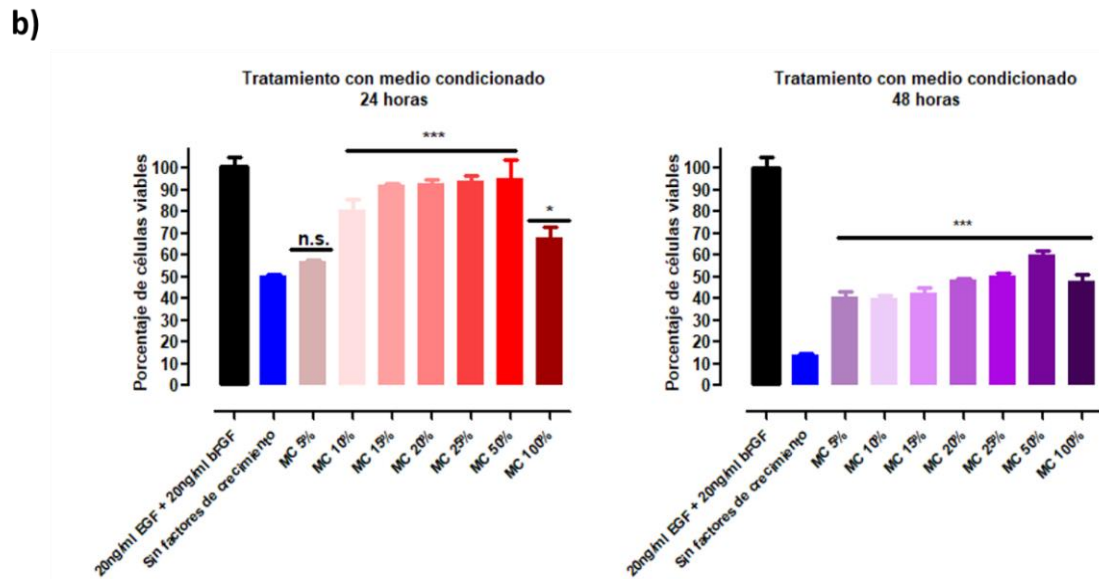 b)
Tratamiento con medio condicionado
24 horas
***
n.s.
*
Porcentaje de células viables
100
90
80
70
60
50
40
30
20
10
0
20ng/ml EGF + 20ng/ml bFGF
Sin factores de crecimiento
MC 5%
MC 10%
MC 15%
MC 20%
MC 25%
MC 50%
MC 100%
Tratamiento con medio condicionado
48 horas
***
Porcentaje de células viables
100
90
80
70
60
50
40
30
20
10
0
20ng/ml EGF + 20ng/ml bFGF
Sin factores de crecimiento
MC 5%
MC 10%
MC 15%
MC 20%
MC 25%
MC 50%
MC 100%